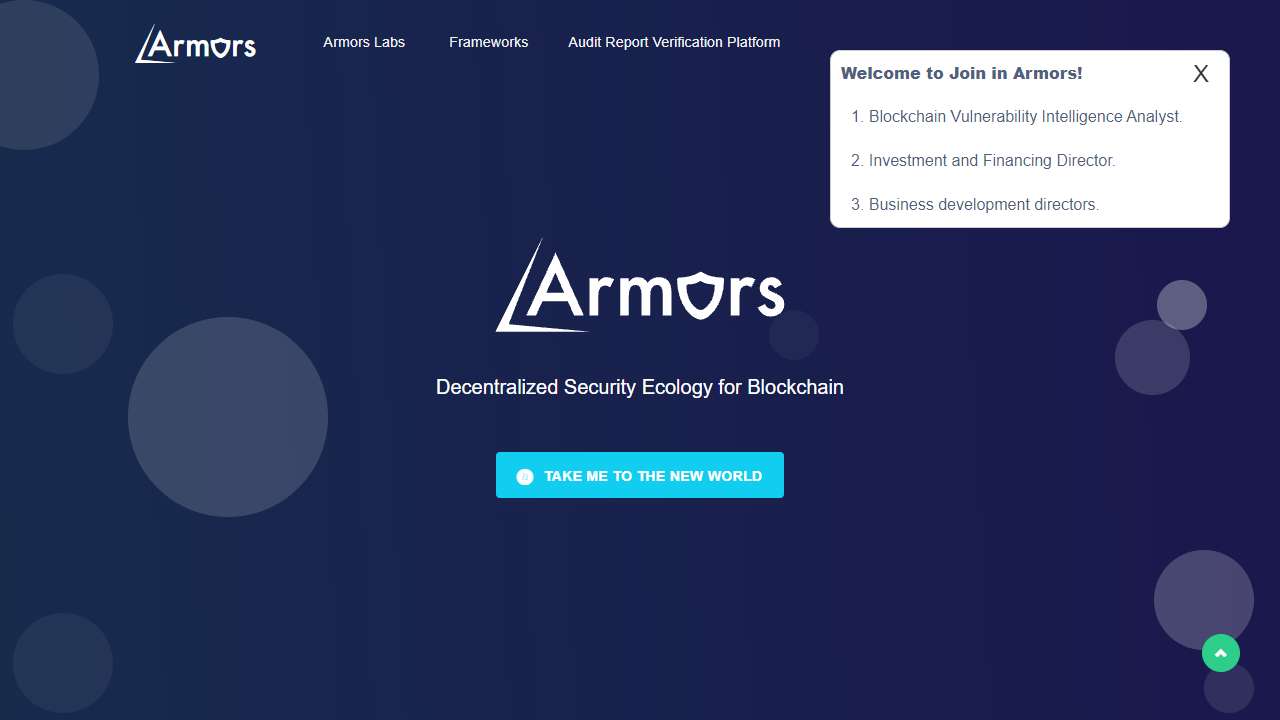 Armors
Armors Labs
Frameworks
Audit Report Verification Platform
Welcome to Join in Armors!
X
1. Blockchain Vulnerability Intelligence Analyst.
2. Investment and Financing Director.
3. Business development directors.
Armors
Decentralized Security Ecology for Blockchain
TAKE ME TO THE NEW WORLD